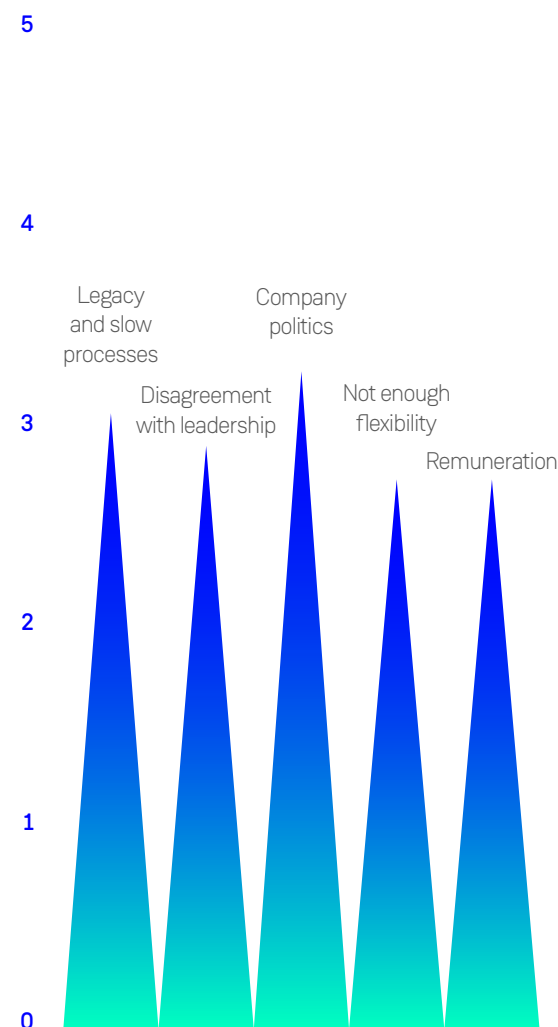 5
4
Legacy
and slow
processes
Company
politics
Disagreement
with leadership
Not enough
flexibility
3
Remuneration
2
1
0